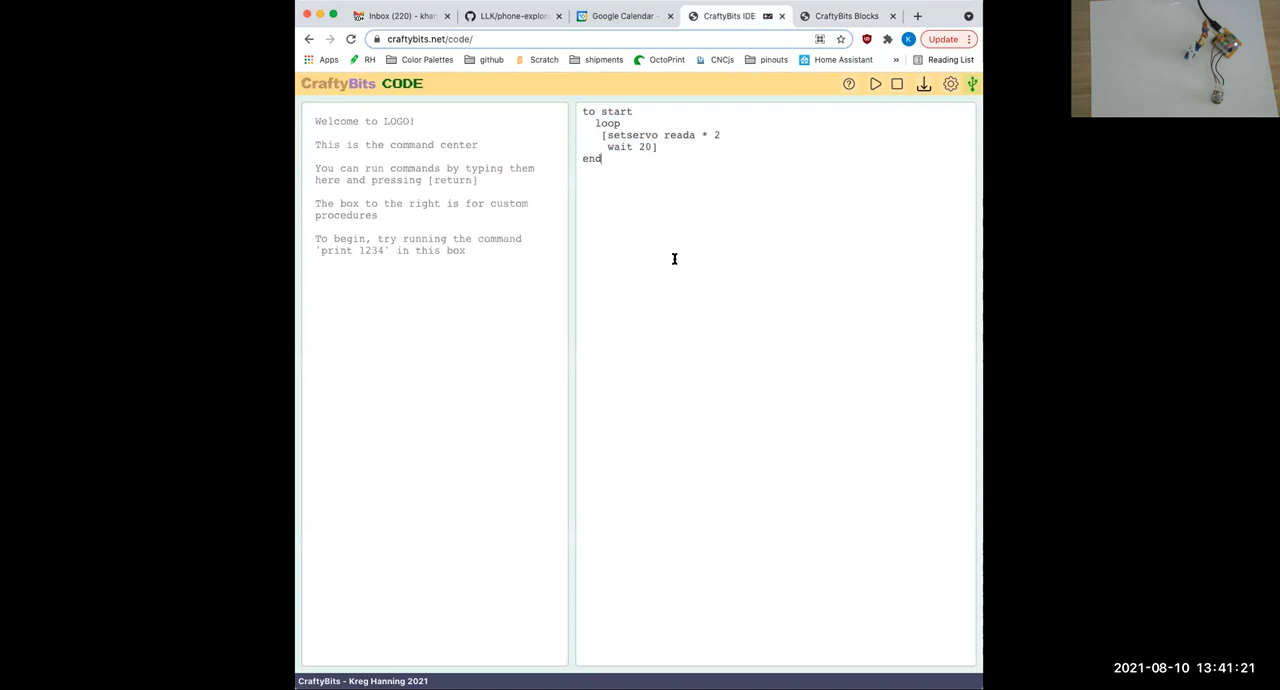 Inbox (220) - khan
LLK/phone-explor
Google Calendar -
CraftyBits IDE
CraftyBits Blocks
craftybits.net/code/
K
Update
Apps
RH
Color Palettes
github
Scratch
shipments
OctoPrint
CNCjs
pinouts
Home Assistant
»
Reading List
CraftyBits CODE
Welcome to LOGO!
This is the command center
You can run commands by typing them
here and pressing [return]
The box to the right is for custom
procedures
To begin, try running the command
'print 1234' in this box
to start
loop
[setservo reada * 2
wait 20]
end
CraftyBits - Kreg Hanning 2021
2021-08-10 13:41:21